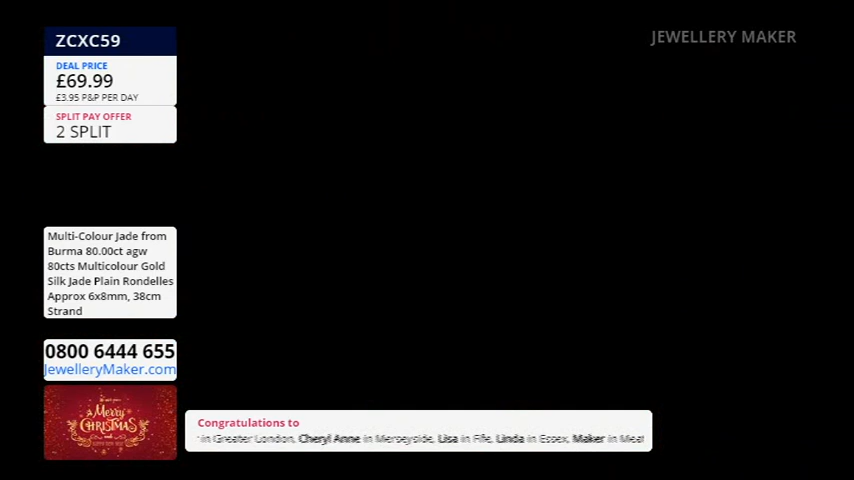 ZCXC59
JEWELLERY MAKER
DEAL PRICE
£69.99
£3.95 P&P PER DAY
SPLIT PAY OFFER
2 SPLIT
Multi-Colour Jade from
Burma 80.00ct agw
80cts Multicolour Gold
Silk Jade Plain Rondelles
Approx 6x8mm, 38cm
Strand
0800 6444 655
JewelleryMaker.com
Merry
CHRISTMAS
Congratulations to
in Greater London, Cheryl Anne in Merseyside, Lisa in Fife, Linda in Essex, Maker in